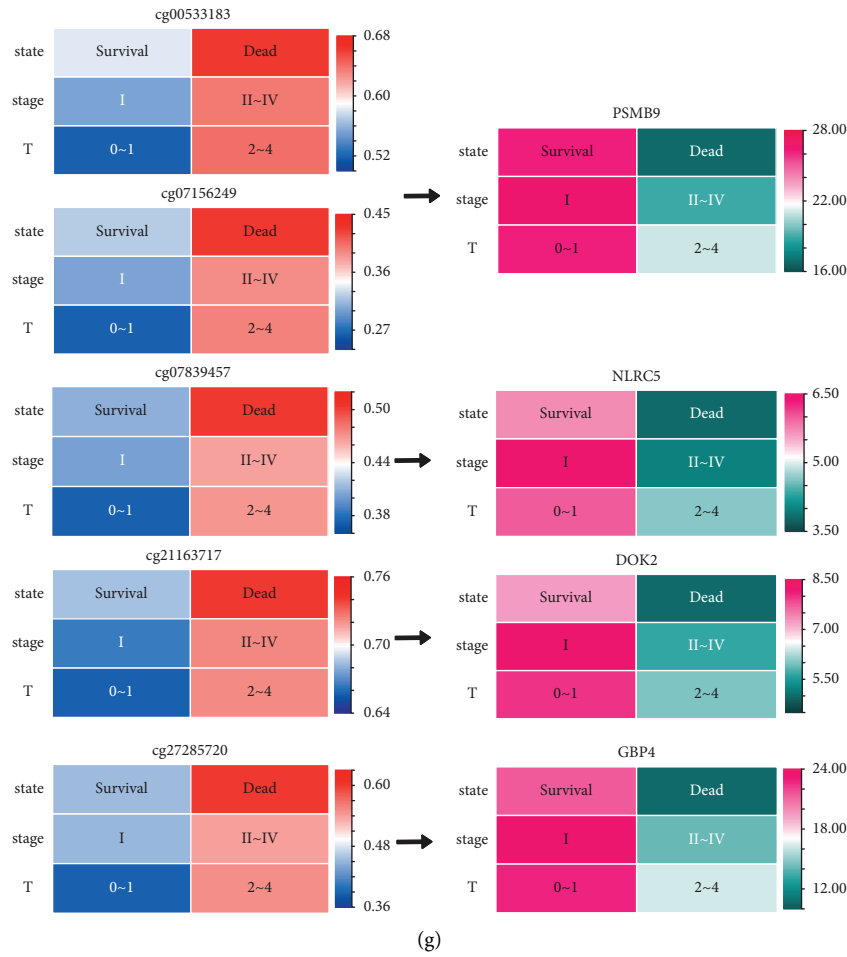 cg00533183
state Survival Dead 0.68
stage I II~IV 0.60
T 0~1 2~4 0.52
cg07156249
state Survival Dead 0.45
stage I II~IV 0.36
T 0~1 2~4 0.27
PSMB9
state Survival Dead 28.00
stage I II~IV 22.00
T 0~1 2~4 16.00
cg07839457
state Survival Dead 0.50
stage I II~IV 0.44
T 0~1 2~4 0.38
NLRC5
state Survival Dead 6.50
stage I II~IV 5.00
T 0~1 2~4 3.50
cg21163717
state Survival Dead 0.76
stage I II~IV 0.70
T 0~1 2~4 0.64
DOK2
state Survival Dead 8.50
stage I II~IV 7.00
T 0~1 2~4 5.50
cg27285720
state Survival Dead 0.60
stage I II~IV 0.48
T 0~1 2~4 0.36
GBP4
state Survival Dead 24.00
stage I II~IV 18.00
T 0~1 2~4 12.00
(g)